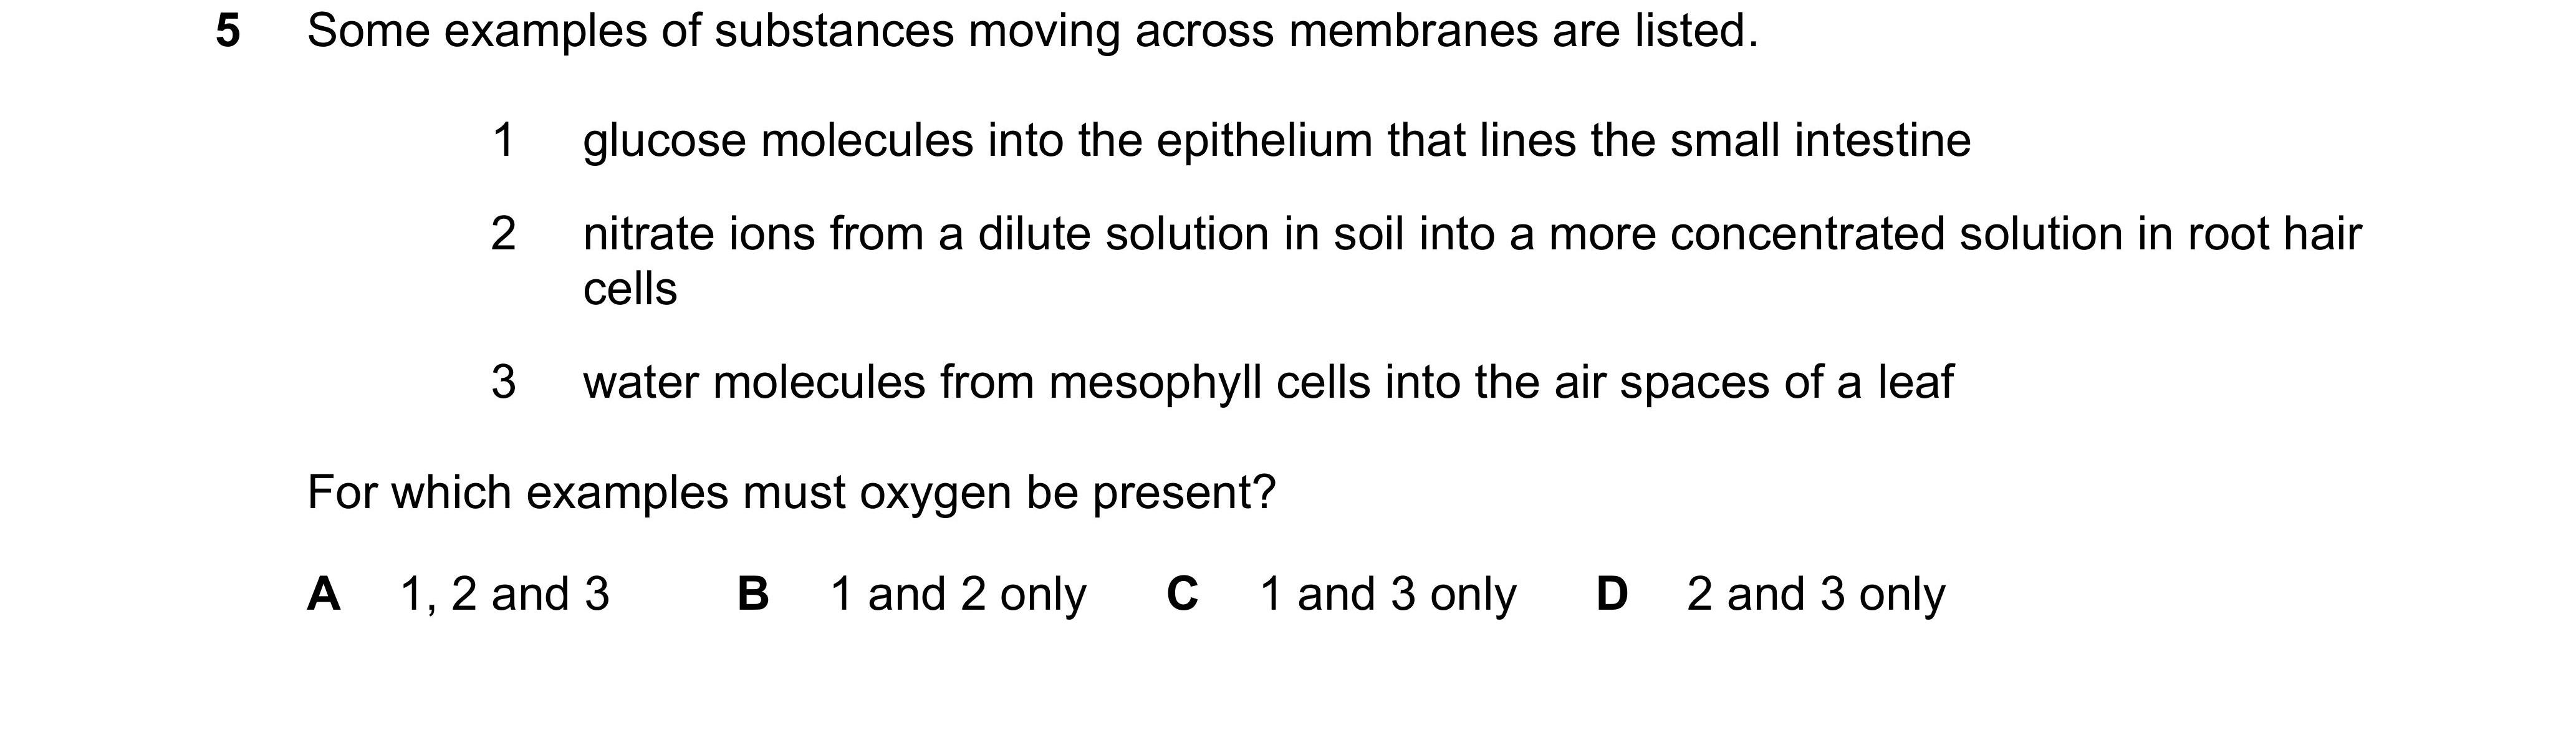 5 Some examples of substances moving across membranes are listed.
1 glucose molecules into the epithelium that lines the small intestine
2 nitrate ions from a dilute solution in soil into a more concentrated solution in root hair
cells
3 water molecules from mesophyll cells into the air spaces of a leaf
For which examples must oxygen be present?
A 1, 2 and 3 B 1 and 2 only C 1 and 3 only D 2 and 3 only